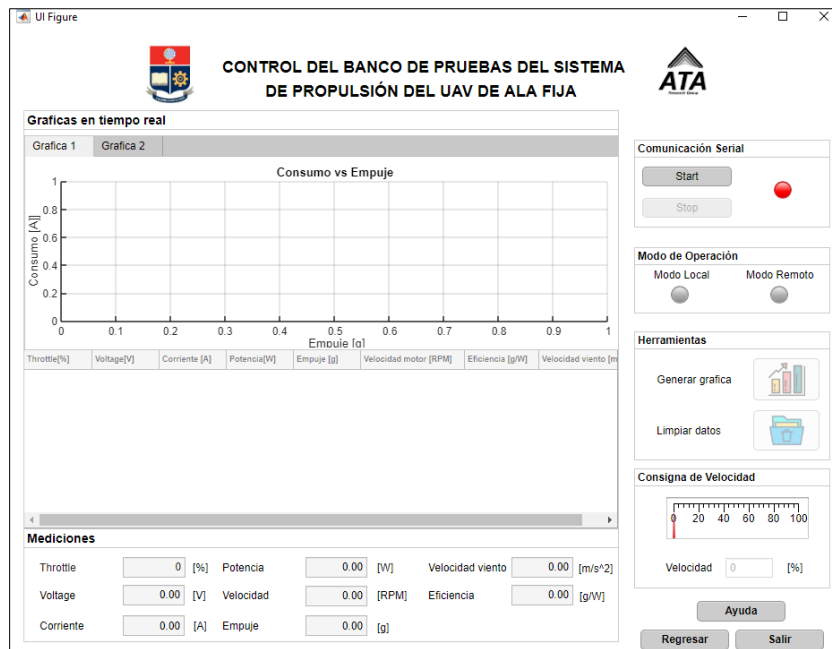 UI Figure
CONTROL DEL BANCO DE PRUEBAS DEL SISTEMA
DE PROPULSIÓN DEL UAV DE ALA FIJA
ATA
Graficas en tiempo real
Grafica 1 Grafica 2
Consumo vs Empuje
Consumo [A]]
1
0.8
0.6
0.4
0.2
0
0 0.1 0.2 0.3 0.4 0.5 0.6 0.7 0.8 0.9 1
Empuje [g]
Throttle[%] Voltage[V] Corriente [A] Potencia[W] Empuje [g] Velocidad motor [RPM] Eficiencia [g/W] Velocidad viento [m
Mediciones
Throttle 0 [%] Potencia 0.00 [W] Velocidad viento 0.00 [m/s^2]
Voltage 0.00 [V] Velocidad 0.00 [RPM] Eficiencia 0.00 [g/W]
Corriente 0.00 [A] Empuje 0.00 [g]
Comunicación Serial
Start
Stop
Modo de Operación
Modo Local Modo Remoto
Herramientas
Generar grafica
Limpiar datos
Consigna de Velocidad
0 20 40 60 80 100
Velocidad 0 [%]
Ayuda
Regresar Salir